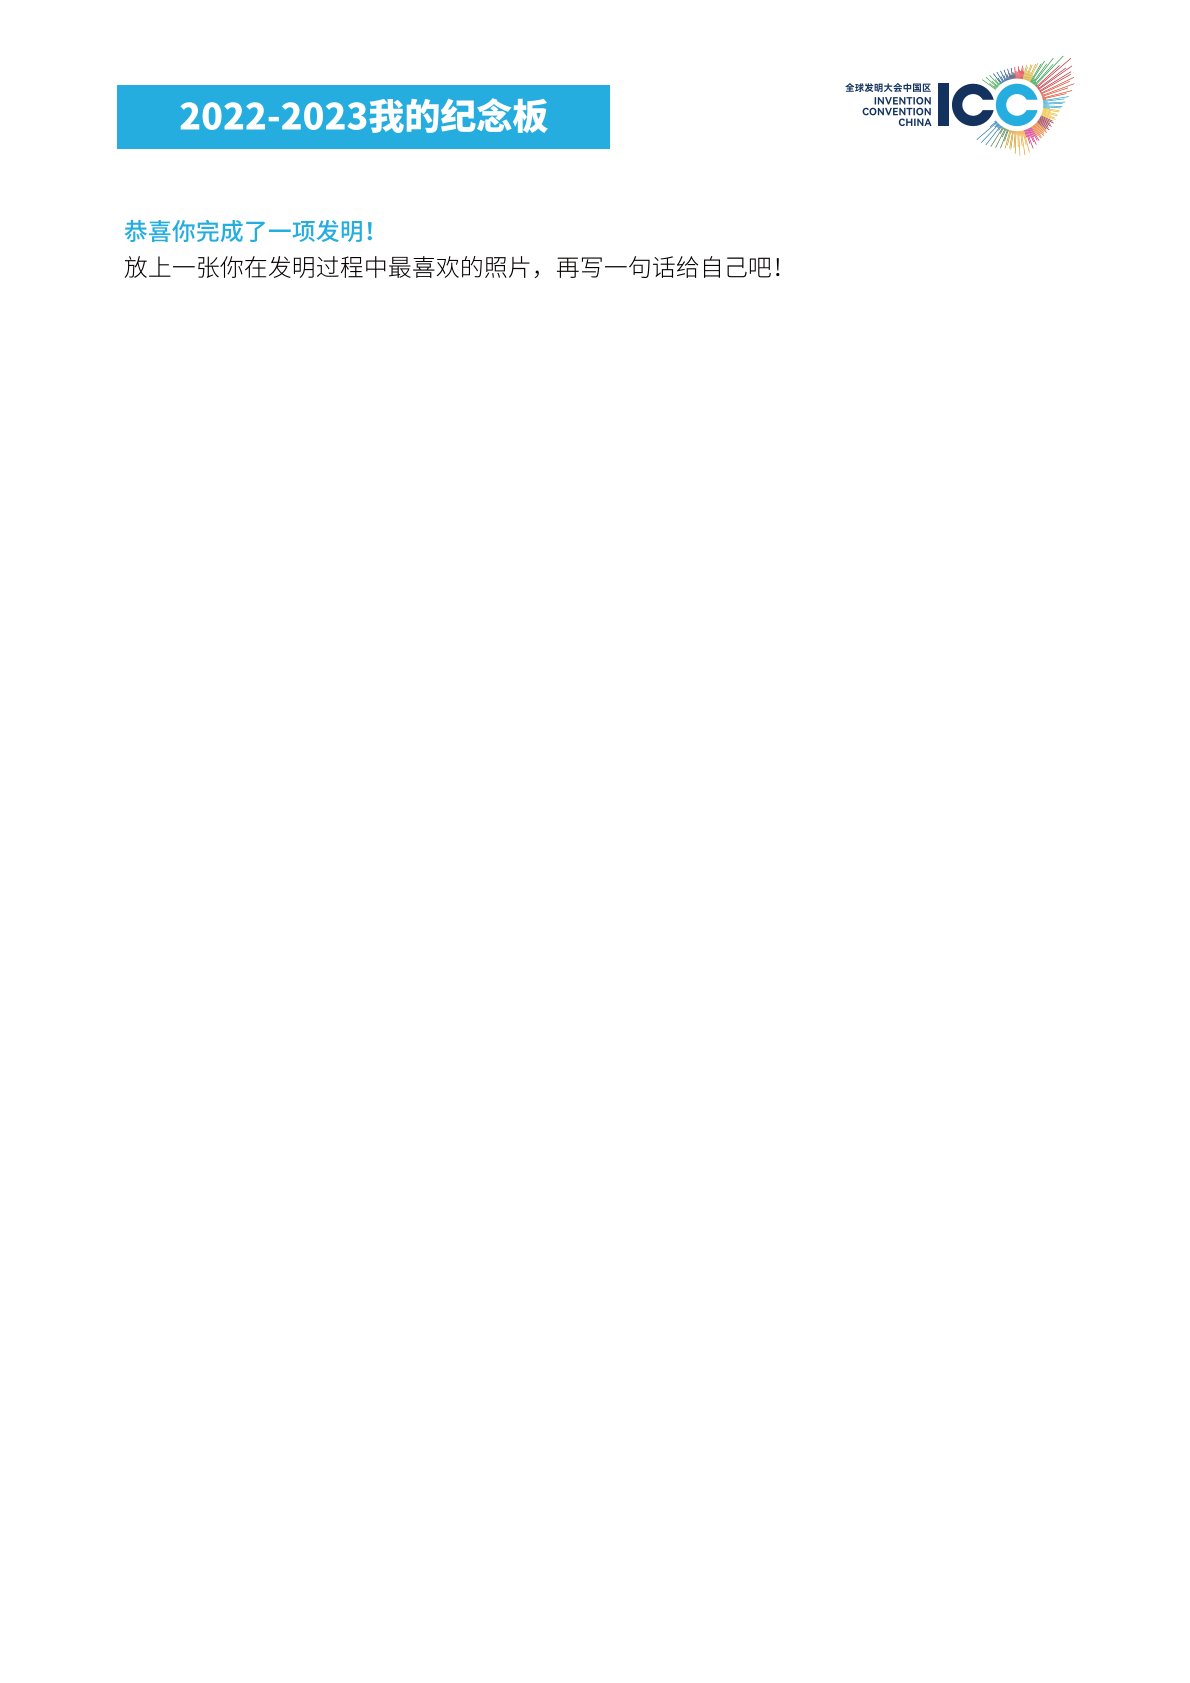 2022-2023我的纪念板
全球发明大会中国区
INVENTION
CONVENTION
CHINA
ICC
恭喜你完成了一项发明！
放上一张你在发明过程中最喜欢的照片，再写一句话给自己吧！